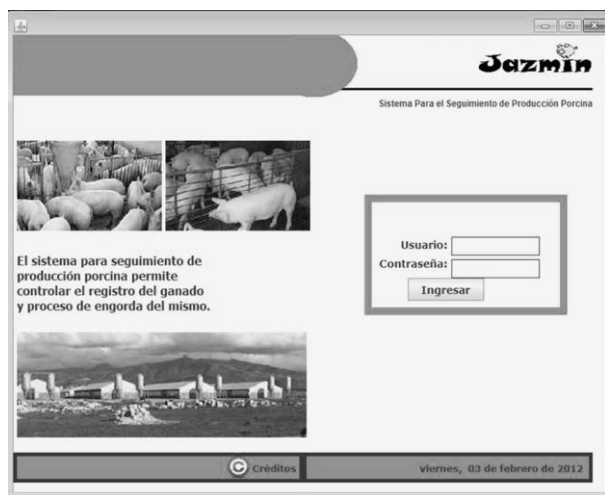 Jazmin
Sistema Para el Seguimiento de Producción Porcina
El sistema para seguimiento de
producción porcina permite
controlar el registro del ganado
y proceso de engorda del mismo.
Usuario:
Contraseña:
Ingresar
C Créditos
viernes, 03 de febrero de 2012